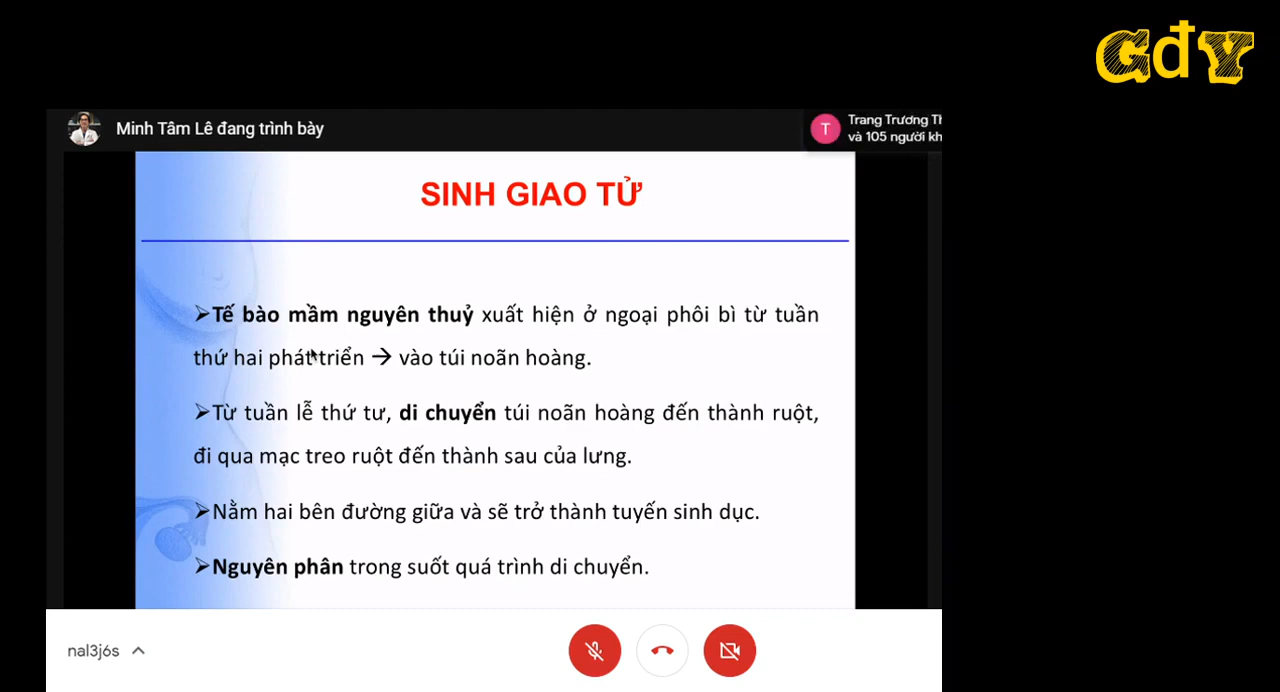 GđY
Minh Tâm Lê đang trình bày
T
Trang Trương Th
và 105 người kh
SINH GIAO TỬ
➢Tế bào mầm nguyên thuỷ xuất hiện ở ngoại phôi bì từ tuần
thứ hai phát triển → vào túi noãn hoàng.
➢Từ tuần lễ thứ tư, di chuyển túi noãn hoàng đến thành ruột,
đi qua mạc treo ruột đến thành sau của lưng.
➢Nằm hai bên đường giữa và sẽ trở thành tuyến sinh dục.
➢Nguyên phân trong suốt quá trình di chuyển.
nal3j6s